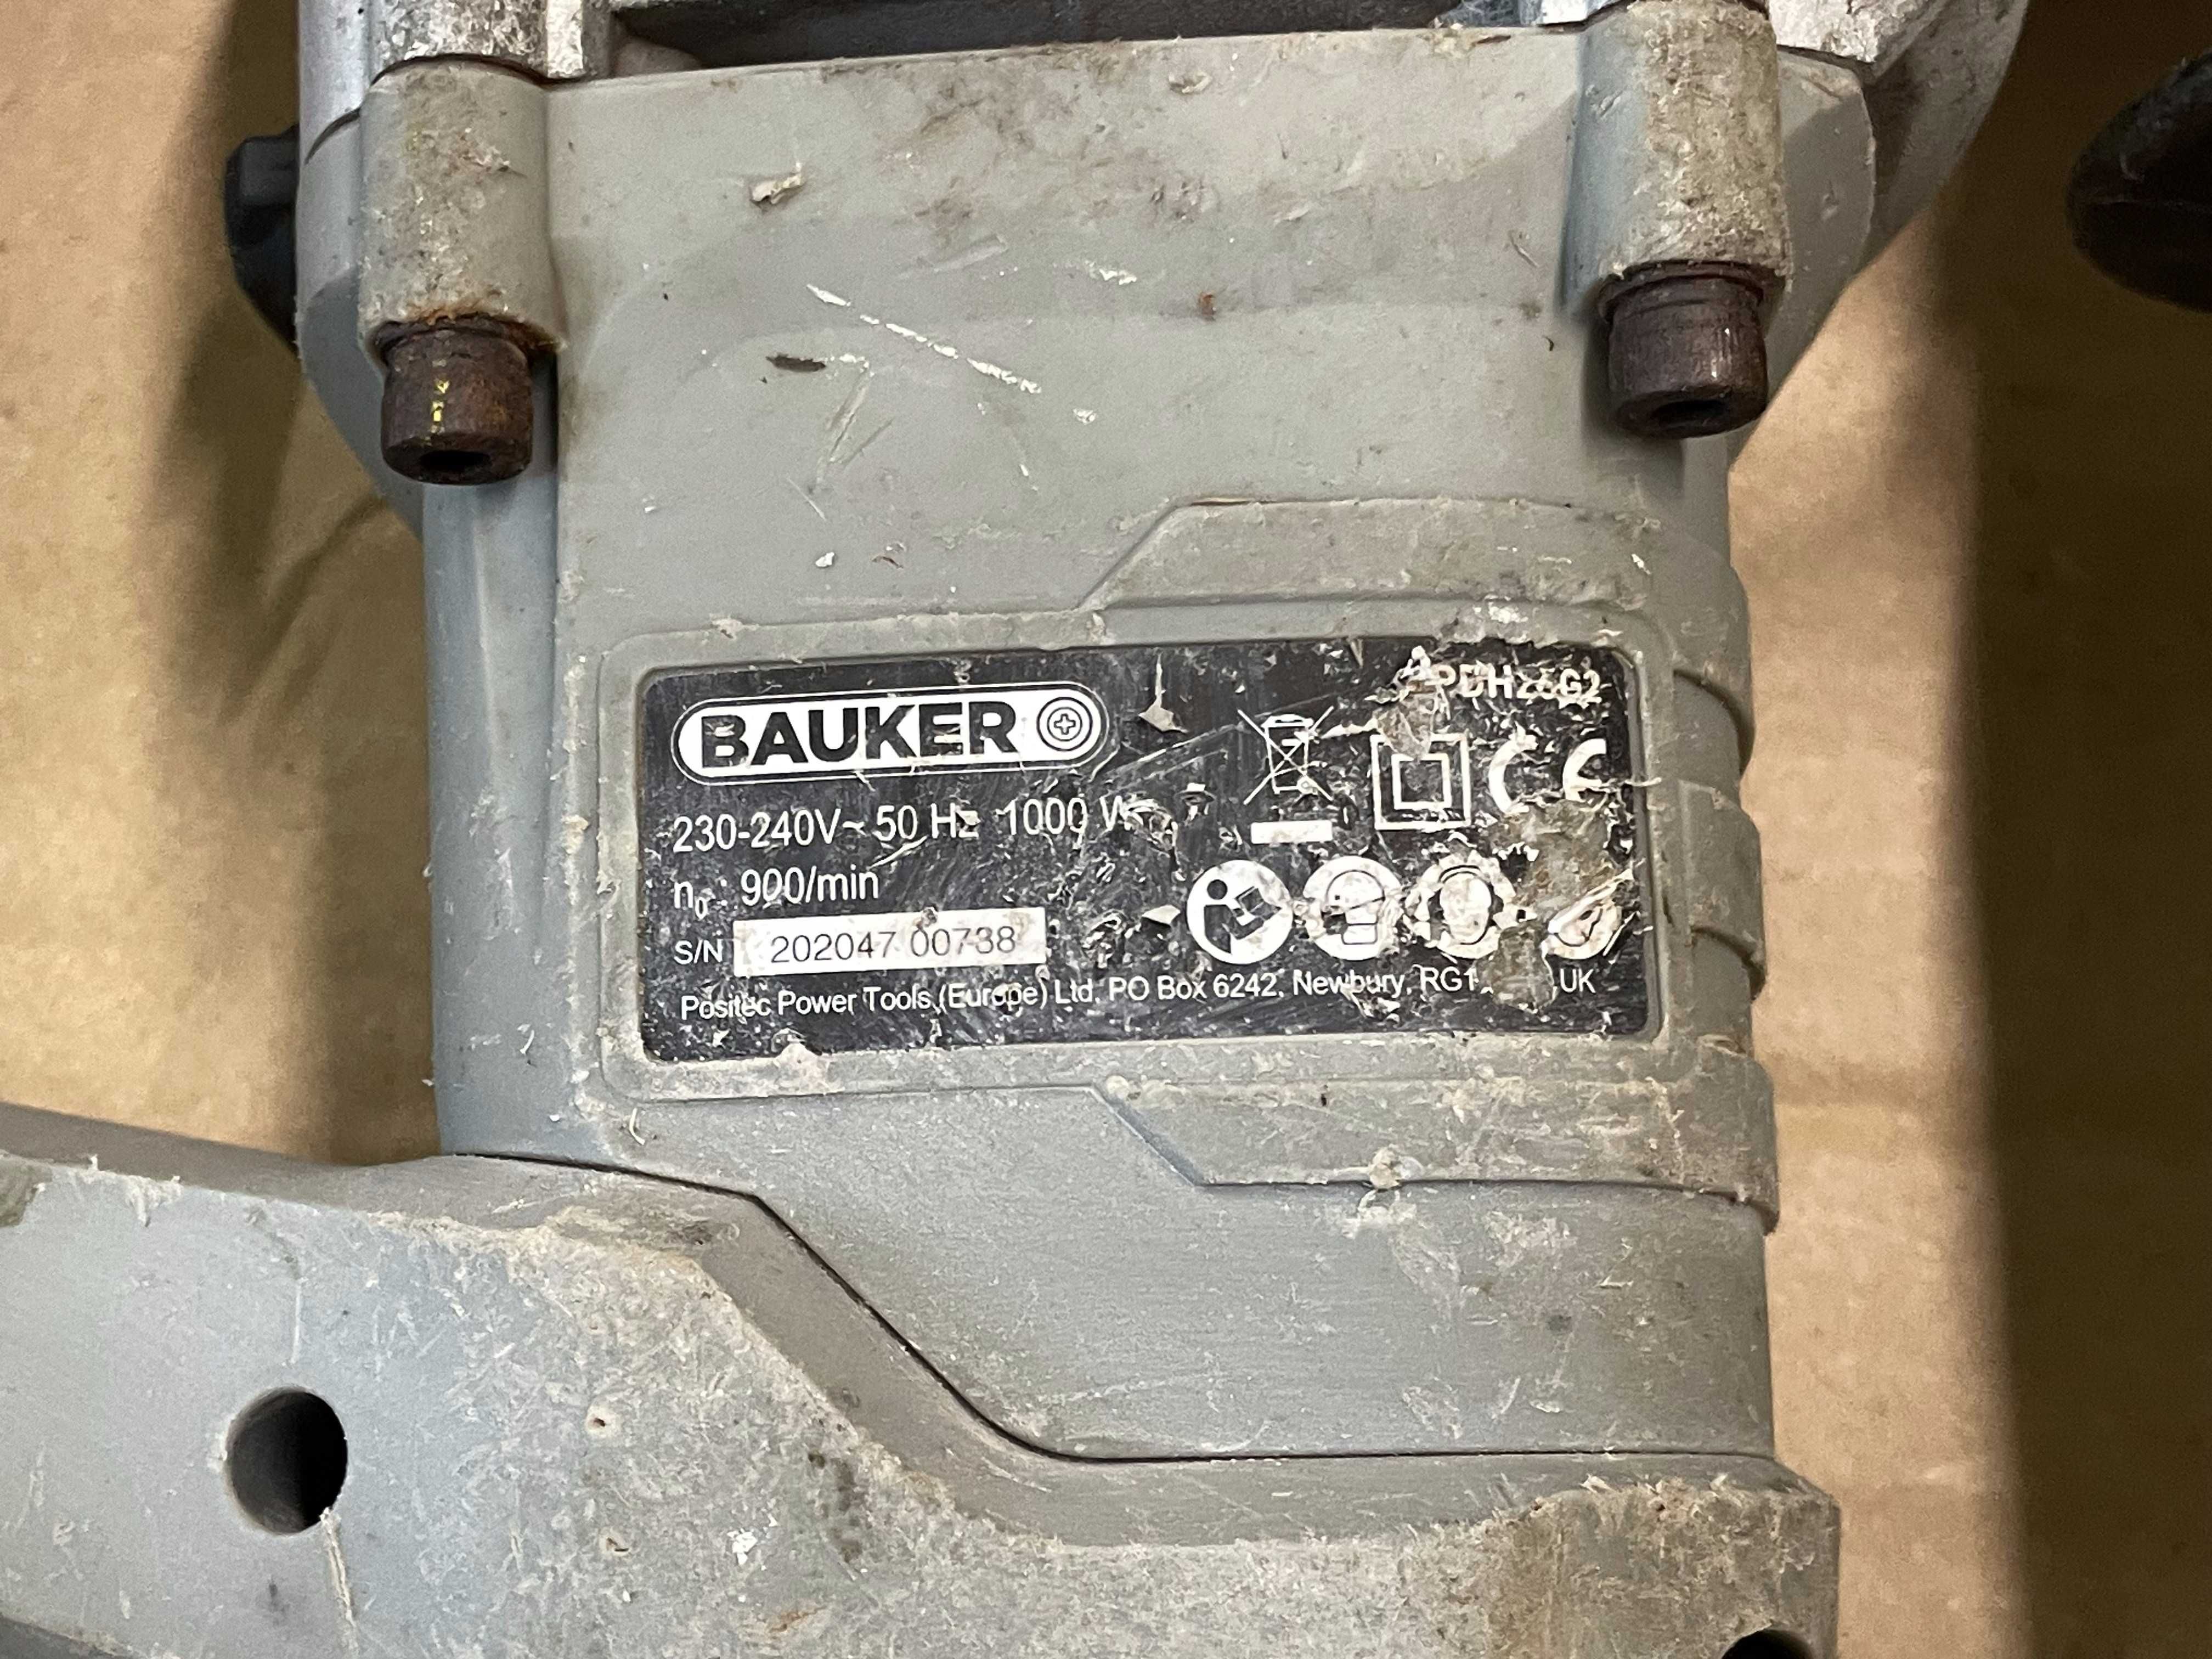 BAUKER
230-240V~ 50 Hz 1000 W
n₀ : 900/min
S/N 202047 00738
CE
Positec Power Tools (Europe) Ltd, PO Box 6242, Newbury, UK